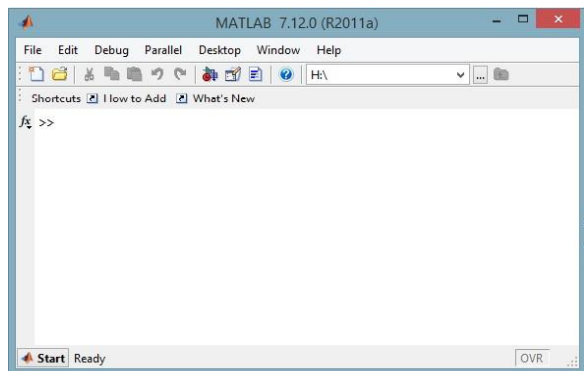 MATLAB 7.12.0 (R2011a)
File Edit Debug Parallel Desktop Window Help
H:\
Shortcuts How to Add What's New
fx >>
Start Ready OVR